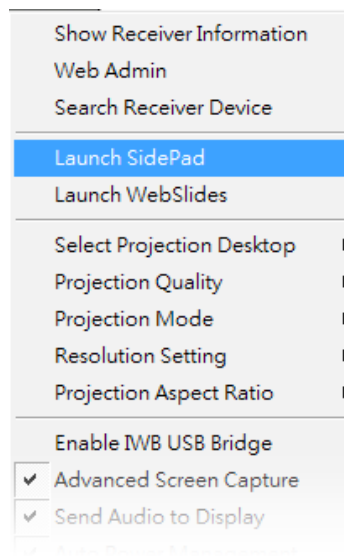 Show Receiver Information
Web Admin
Search Receiver Device
Launch SidePad
Launch WebSlides
Select Projection Desktop
Projection Quality
Projection Mode
Resolution Setting
Projection Aspect Ratio
Enable IWB USB Bridge
Advanced Screen Capture
Send Audio to Display